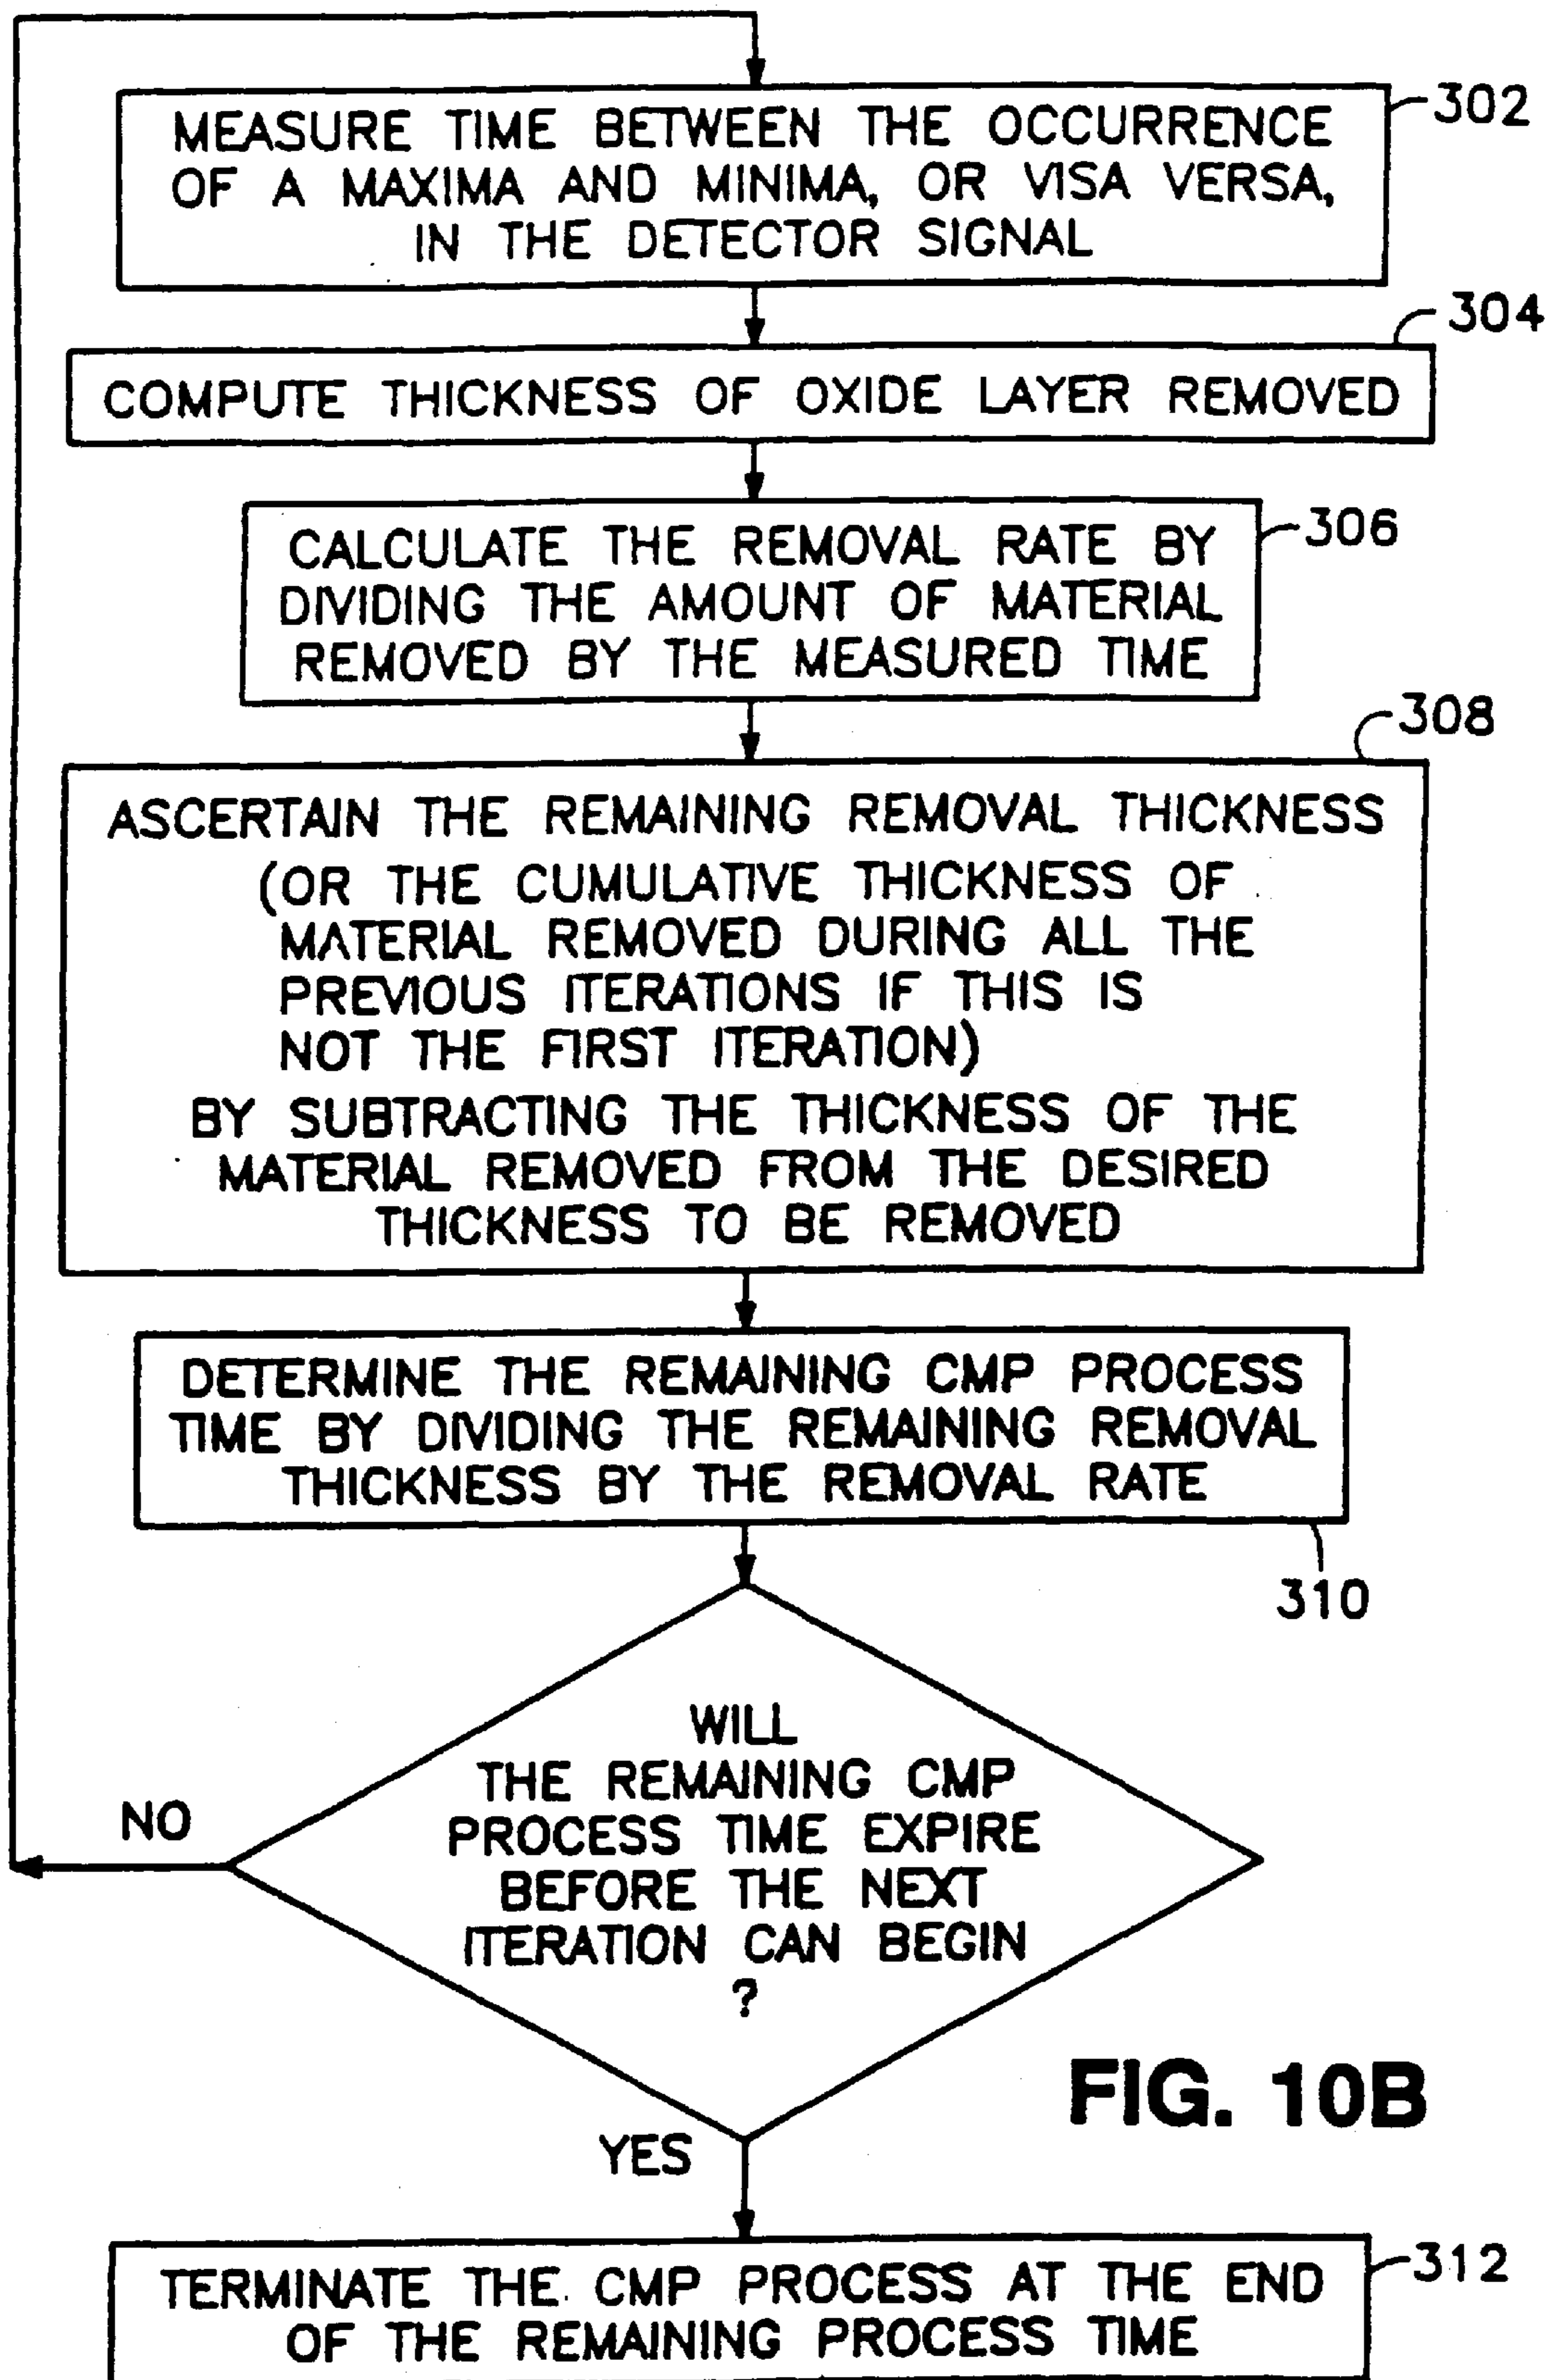 MEASURE TIME BETWEEN THE OCCURRENCE
OF A MAXIMA AND MINIMA, OR VISA VERSA,
IN THE DETECTOR SIGNAL
302
304
COMPUTE THICKNESS OF OXIDE LAYER REMOVED
CALCULATE THE REMOVAL RATE BY
DIVIDING THE AMOUNT OF MATERIAL
REMOVED BY THE MEASURED TIME
306
308
ASCERTAIN THE REMAINING REMOVAL THICKNESS
(OR THE CUMULATIVE THICKNESS OF
MATERIAL REMOVED DURING ALL THE
PREVIOUS ITERATIONS IF THIS IS
NOT THE FIRST ITERATION)
BY SUBTRACTING THE THICKNESS OF THE
MATERIAL REMOVED FROM THE DESIRED
THICKNESS TO BE REMOVED
DETERMINE THE REMAINING CMP PROCESS
TIME BY DIVIDING THE REMAINING REMOVAL
THICKNESS BY THE REMOVAL RATE
310
WILL
THE REMAINING CMP
PROCESS TIME EXPIRE
BEFORE THE NEXT
ITERATION CAN BEGIN
?
NO
YES
FIG. 10B
TERMINATE THE CMP PROCESS AT THE END
OF THE REMAINING PROCESS TIME
312